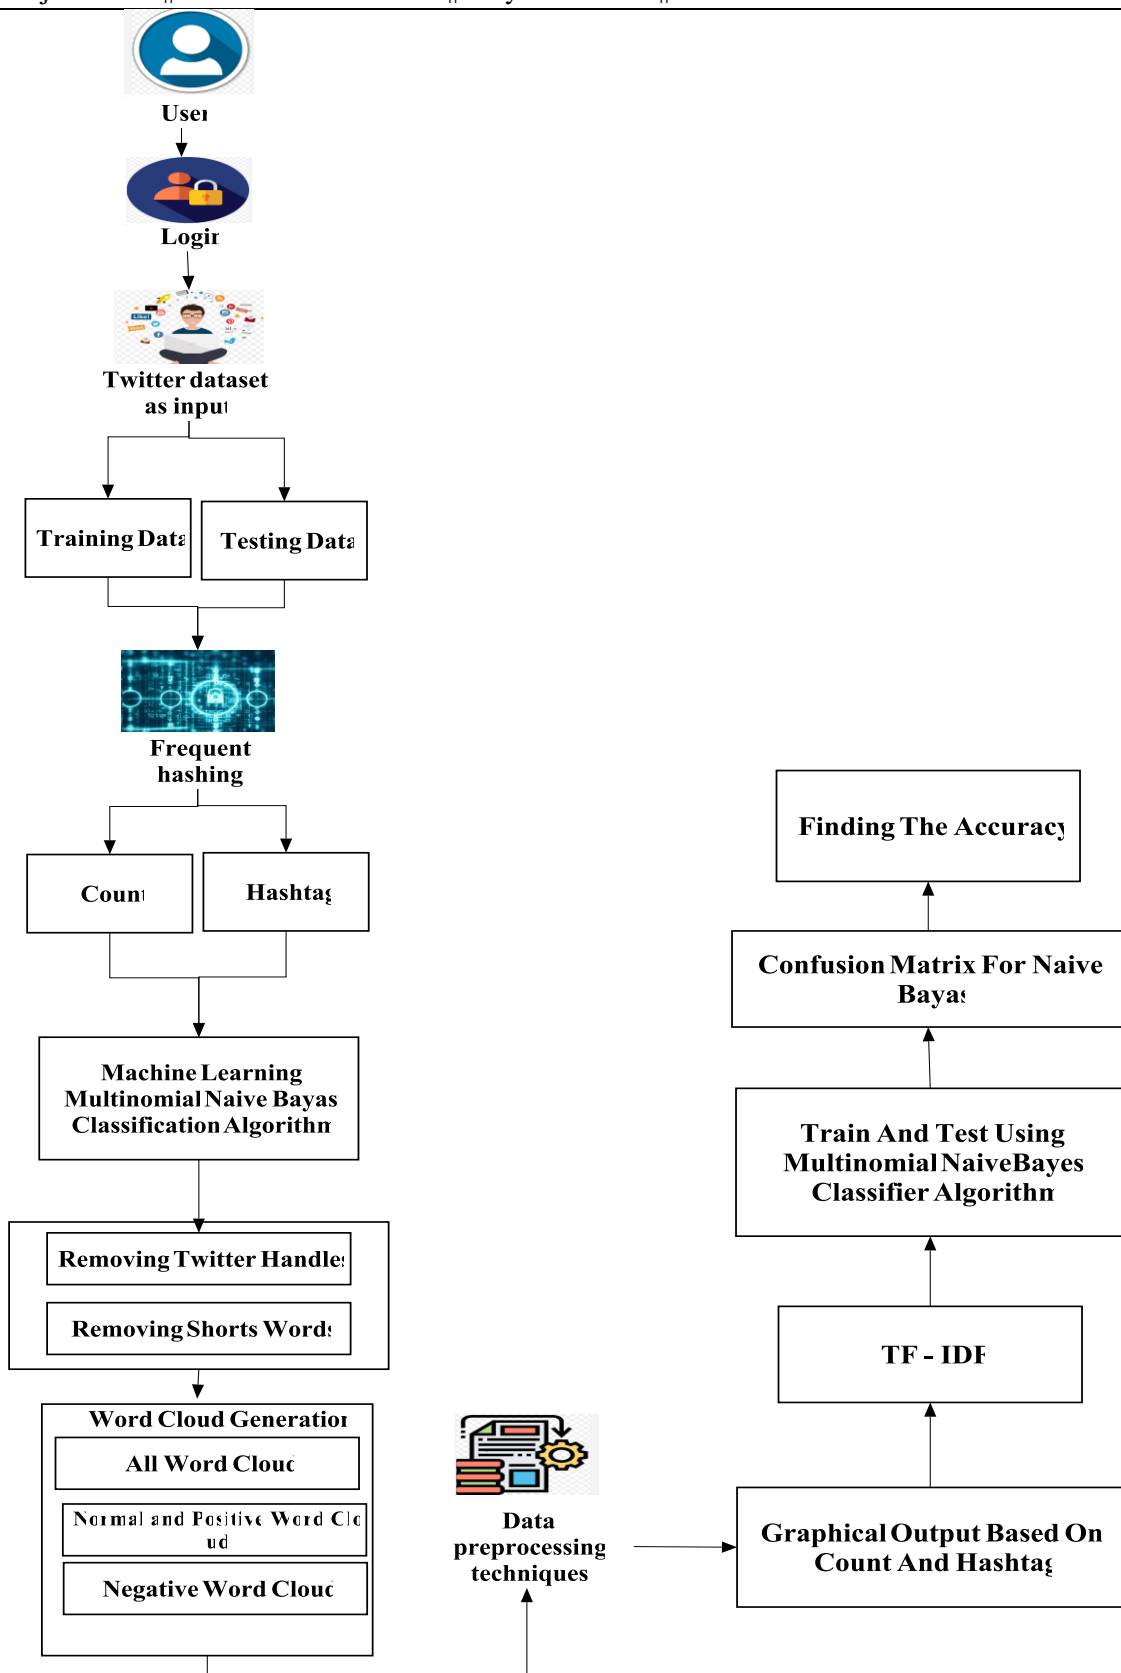 User
Login
Twitter dataset
as input
Training Data
Testing Data
Frequent
hashing
Count
Hashtag
Machine Learning
Multinomial Naive Bayas
Classification Algorithm
Removing Twitter Handles
Removing Shorts Words
Word Cloud Generation
All Word Cloud
Normal and Positive Word Clo
ud
Negative Word Cloud
Data
preprocessing
techniques
Graphical Output Based On
Count And Hashtag
TF - IDF
Train And Test Using
Multinomial NaiveBayes
Classifier Algorithm
Confusion Matrix For Naive
Bayas
Finding The Accuracy